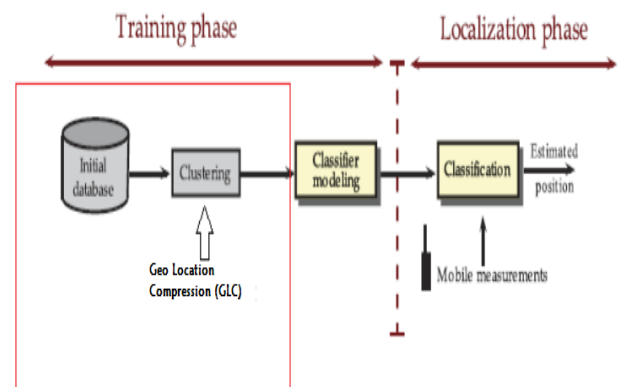 Training phase
Localization phase
Initial
database
Clustering
Classifier
modeling
Classification
Estimated
position
Geo Location
Compression (GLC)
Mobile measurements